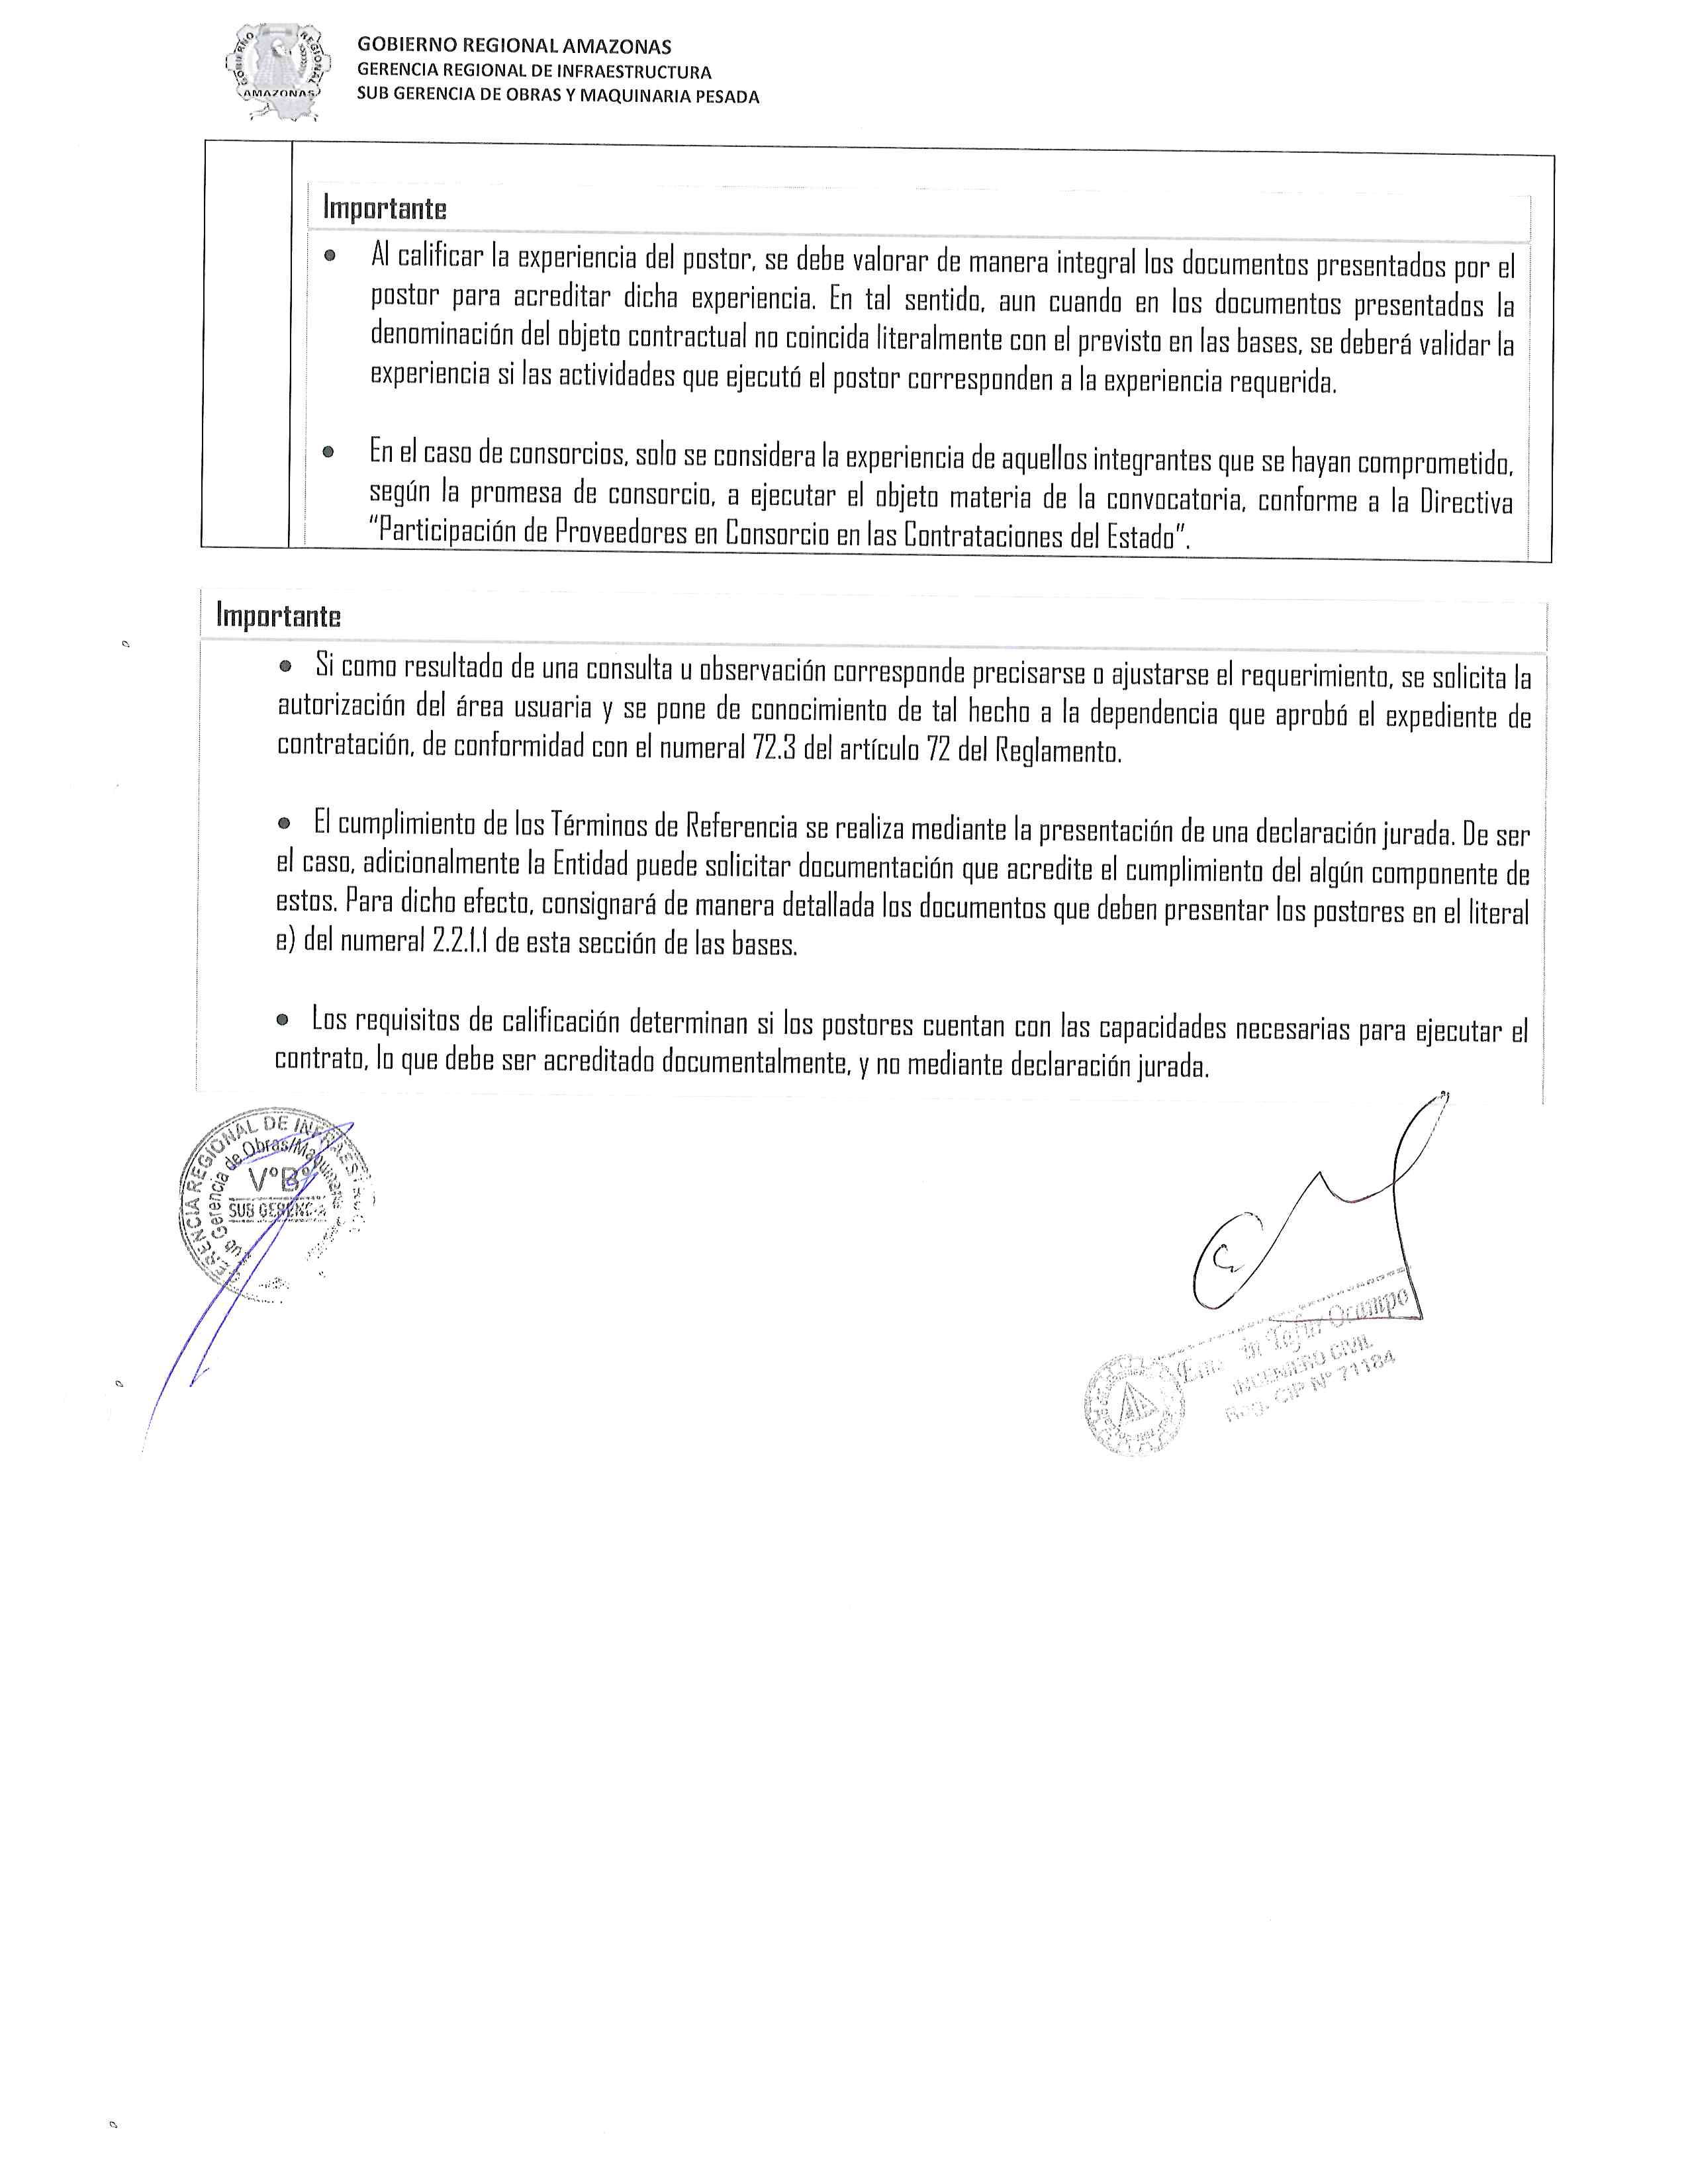 GOBIERNO REGIONAL AMAZONAS
GERENCIA REGIONAL DE INFRAESTRUCTURA
SUB GERENCIA DE OBRAS Y MAQUINARIA PESADA
GOBIERNO REGIONAL
AMAZONAS
Importante
• Al calificar la experiencia del postor, se debe valorar de manera integral los documentos presentados por el
postor para acreditar dicha experiencia. En tal sentido, aun cuando en los documentos presentados la
denominación del objeto contractual no coincida literalmente con el previsto en las bases, se deberá validar la
experiencia si las actividades que ejecutó el postor corresponden a la experiencia requerida.
• En el caso de consorcios, solo se considera la experiencia de aquellos integrantes que se hayan comprometido,
según la promesa de consorcio, a ejecutar el objeto materia de la convocatoria, conforme a la Directiva
“Participación de Proveedores en Consorcio en las Contrataciones del Estado”.
Importante
• Si como resultado de una consulta u observación corresponde precisarse o ajustarse el requerimiento, se solicita la
autorización del área usuaria y se pone de conocimiento de tal hecho a la dependencia que aprobó el expediente de
contratación, de conformidad con el numeral 72.3 del artículo 72 del Reglamento.
• El cumplimiento de los Términos de Referencia se realiza mediante la presentación de una declaración jurada. De ser
el caso, adicionalmente la Entidad puede solicitar documentación que acredite el cumplimiento del algún componente de
estos. Para dicho efecto, consignará de manera detallada los documentos que deben presentar los postores en el literal
e) del numeral 2.2.1.1 de esta sección de las bases.
• Los requisitos de calificación determinan si los postores cuentan con las capacidades necesarias para ejecutar el
contrato, lo que debe ser acreditado documentalmente, y no mediante declaración jurada.
REGIONAL DE
Gerencia de Obras
V°B°
SUB GERENCIA
Ocampo
INGENIERO CIVIL
Reg. CIP N° 71184